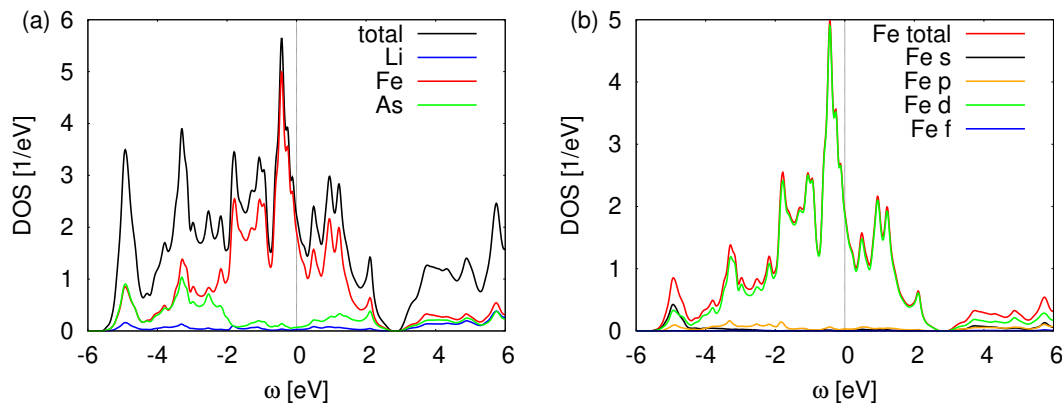 (a)
total
Li
Fe
As
DOS [1/eV]
6
5
4
3
2
1
0
-6 -4 -2 0 2 4 6
ω [eV]
(b)
Fe total
Fe s
Fe p
Fe d
Fe f
DOS [1/eV]
5
4
3
2
1
0
-6 -4 -2 0 2 4 6
ω [eV]